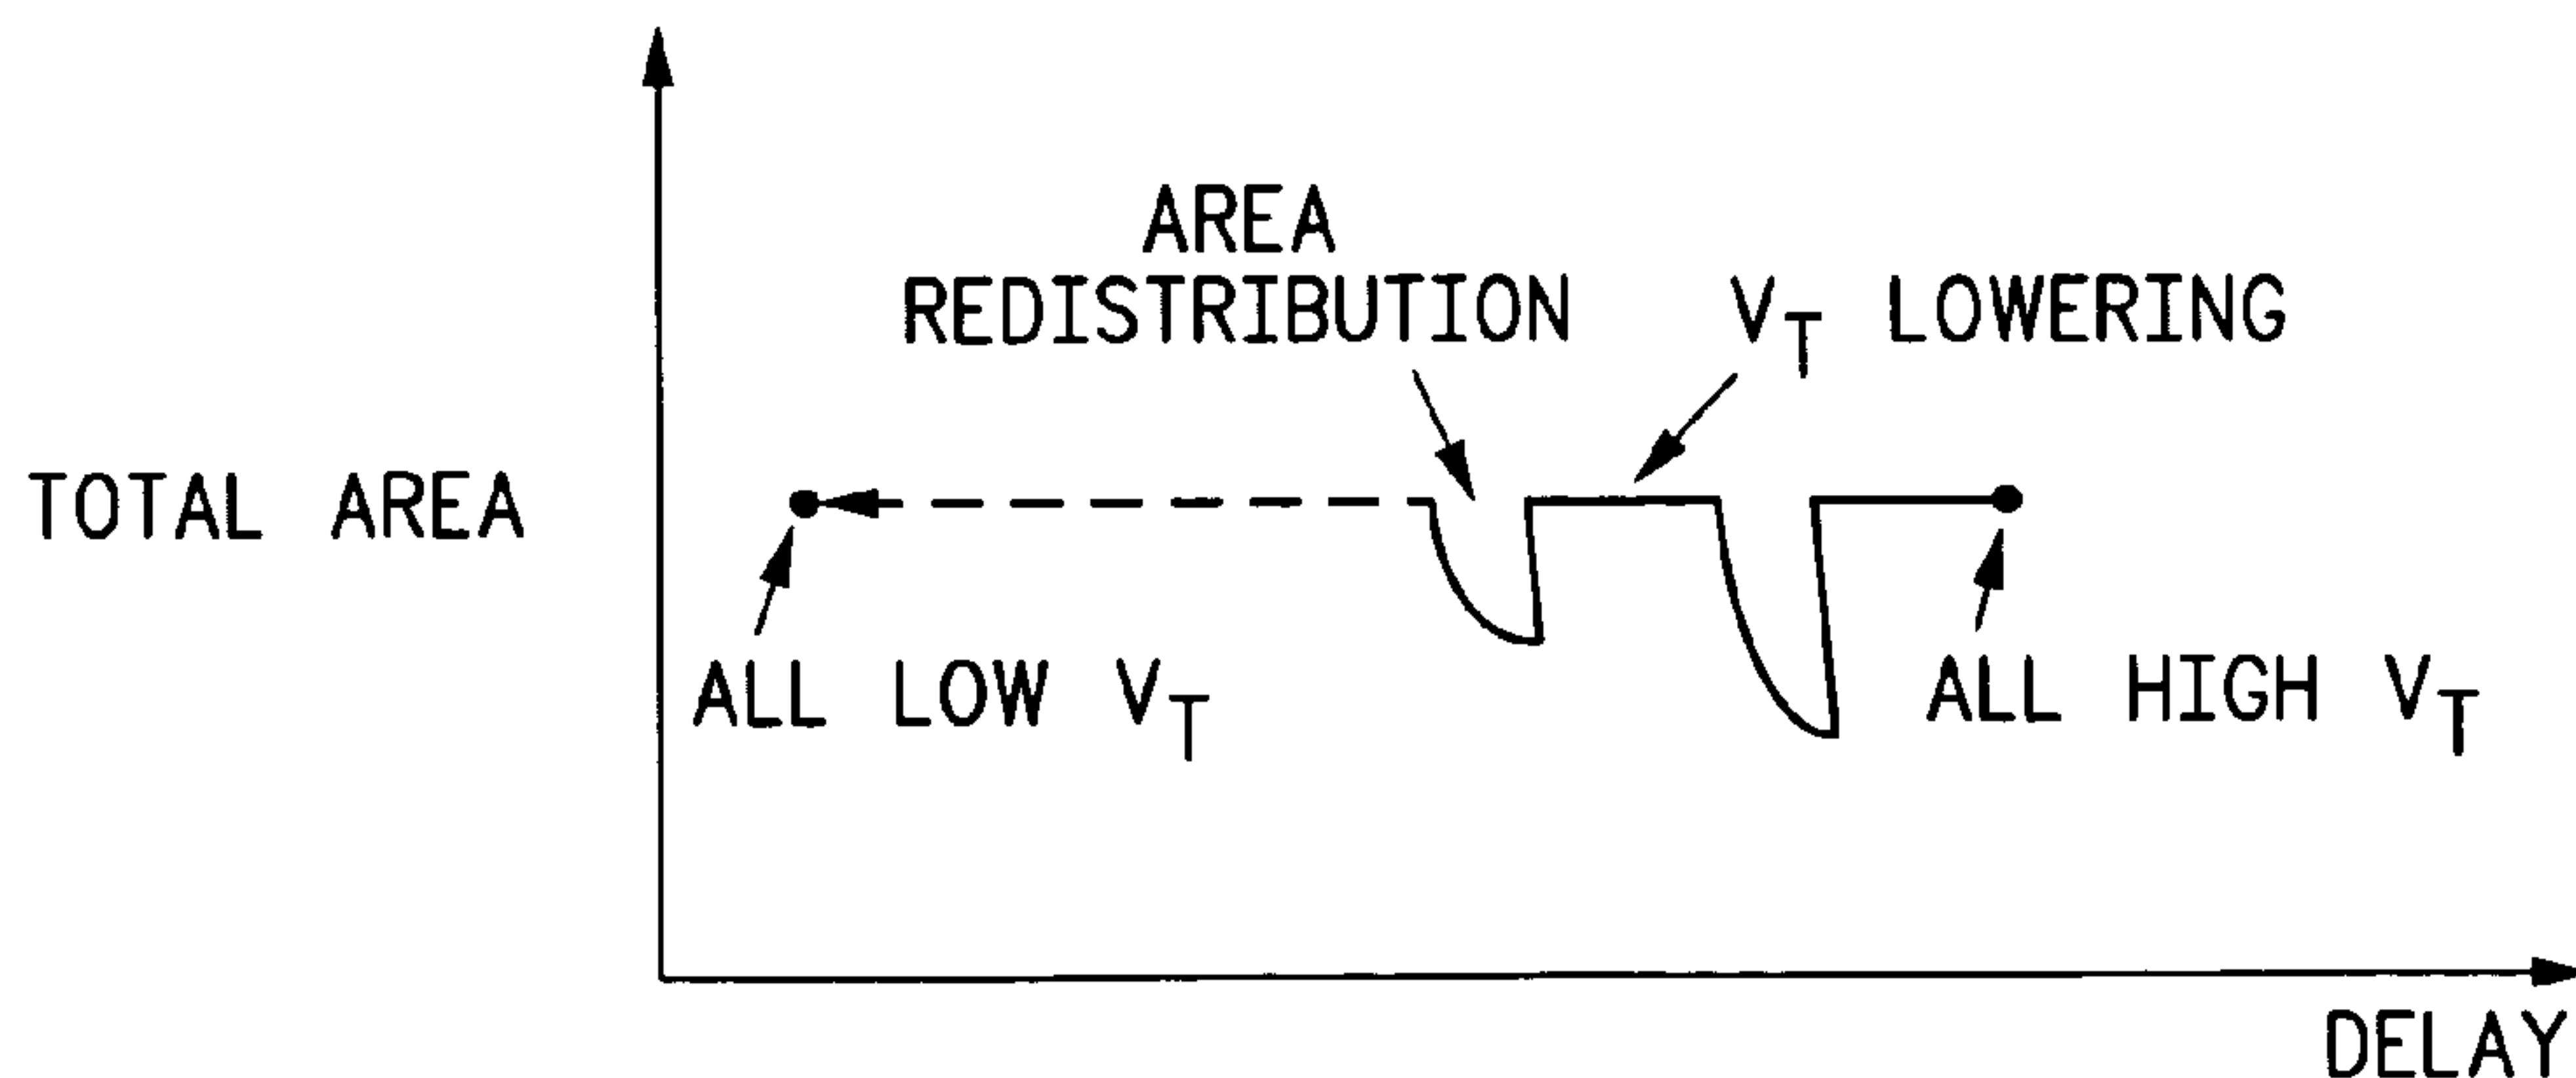 AREA
REDISTRIBUTION
V_T LOWERING
TOTAL AREA
ALL LOW V_T
ALL HIGH V_T
DELAY